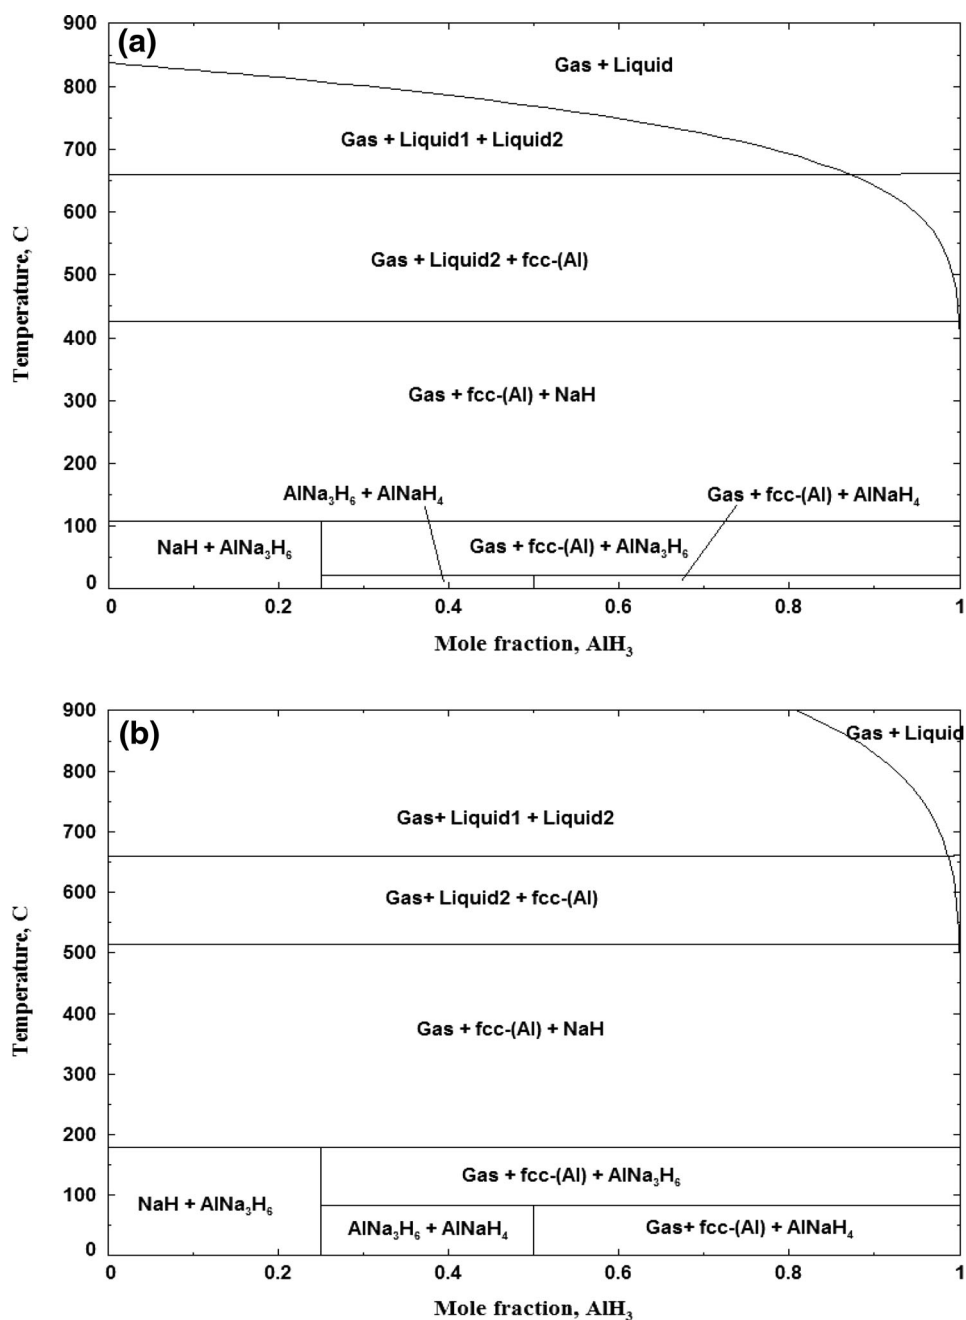 (a)
900
800
700
600
500
400
300
200
100
0
Temperature, C
Gas + Liquid
Gas + Liquid1 + Liquid2
Gas + Liquid2 + fcc-(Al)
Gas + fcc-(Al) + NaH
AlNa₃H₆ + AlNaH₄
Gas + fcc-(Al) + AlNaH₄
NaH + AlNa₃H₆
Gas + fcc-(Al) + AlNa₃H₆
0 0.2 0.4 0.6 0.8 1
Mole fraction, AlH₃
(b)
900
800
700
600
500
400
300
200
100
0
Temperature, C
Gas + Liquid
Gas+ Liquid1 + Liquid2
Gas+ Liquid2 + fcc-(Al)
Gas + fcc-(Al) + NaH
Gas + fcc-(Al) + AlNa₃H₆
NaH + AlNa₃H₆
AlNa₃H₆ + AlNaH₄
Gas+ fcc-(Al) + AlNaH₄
0 0.2 0.4 0.6 0.8 1
Mole fraction, AlH₃